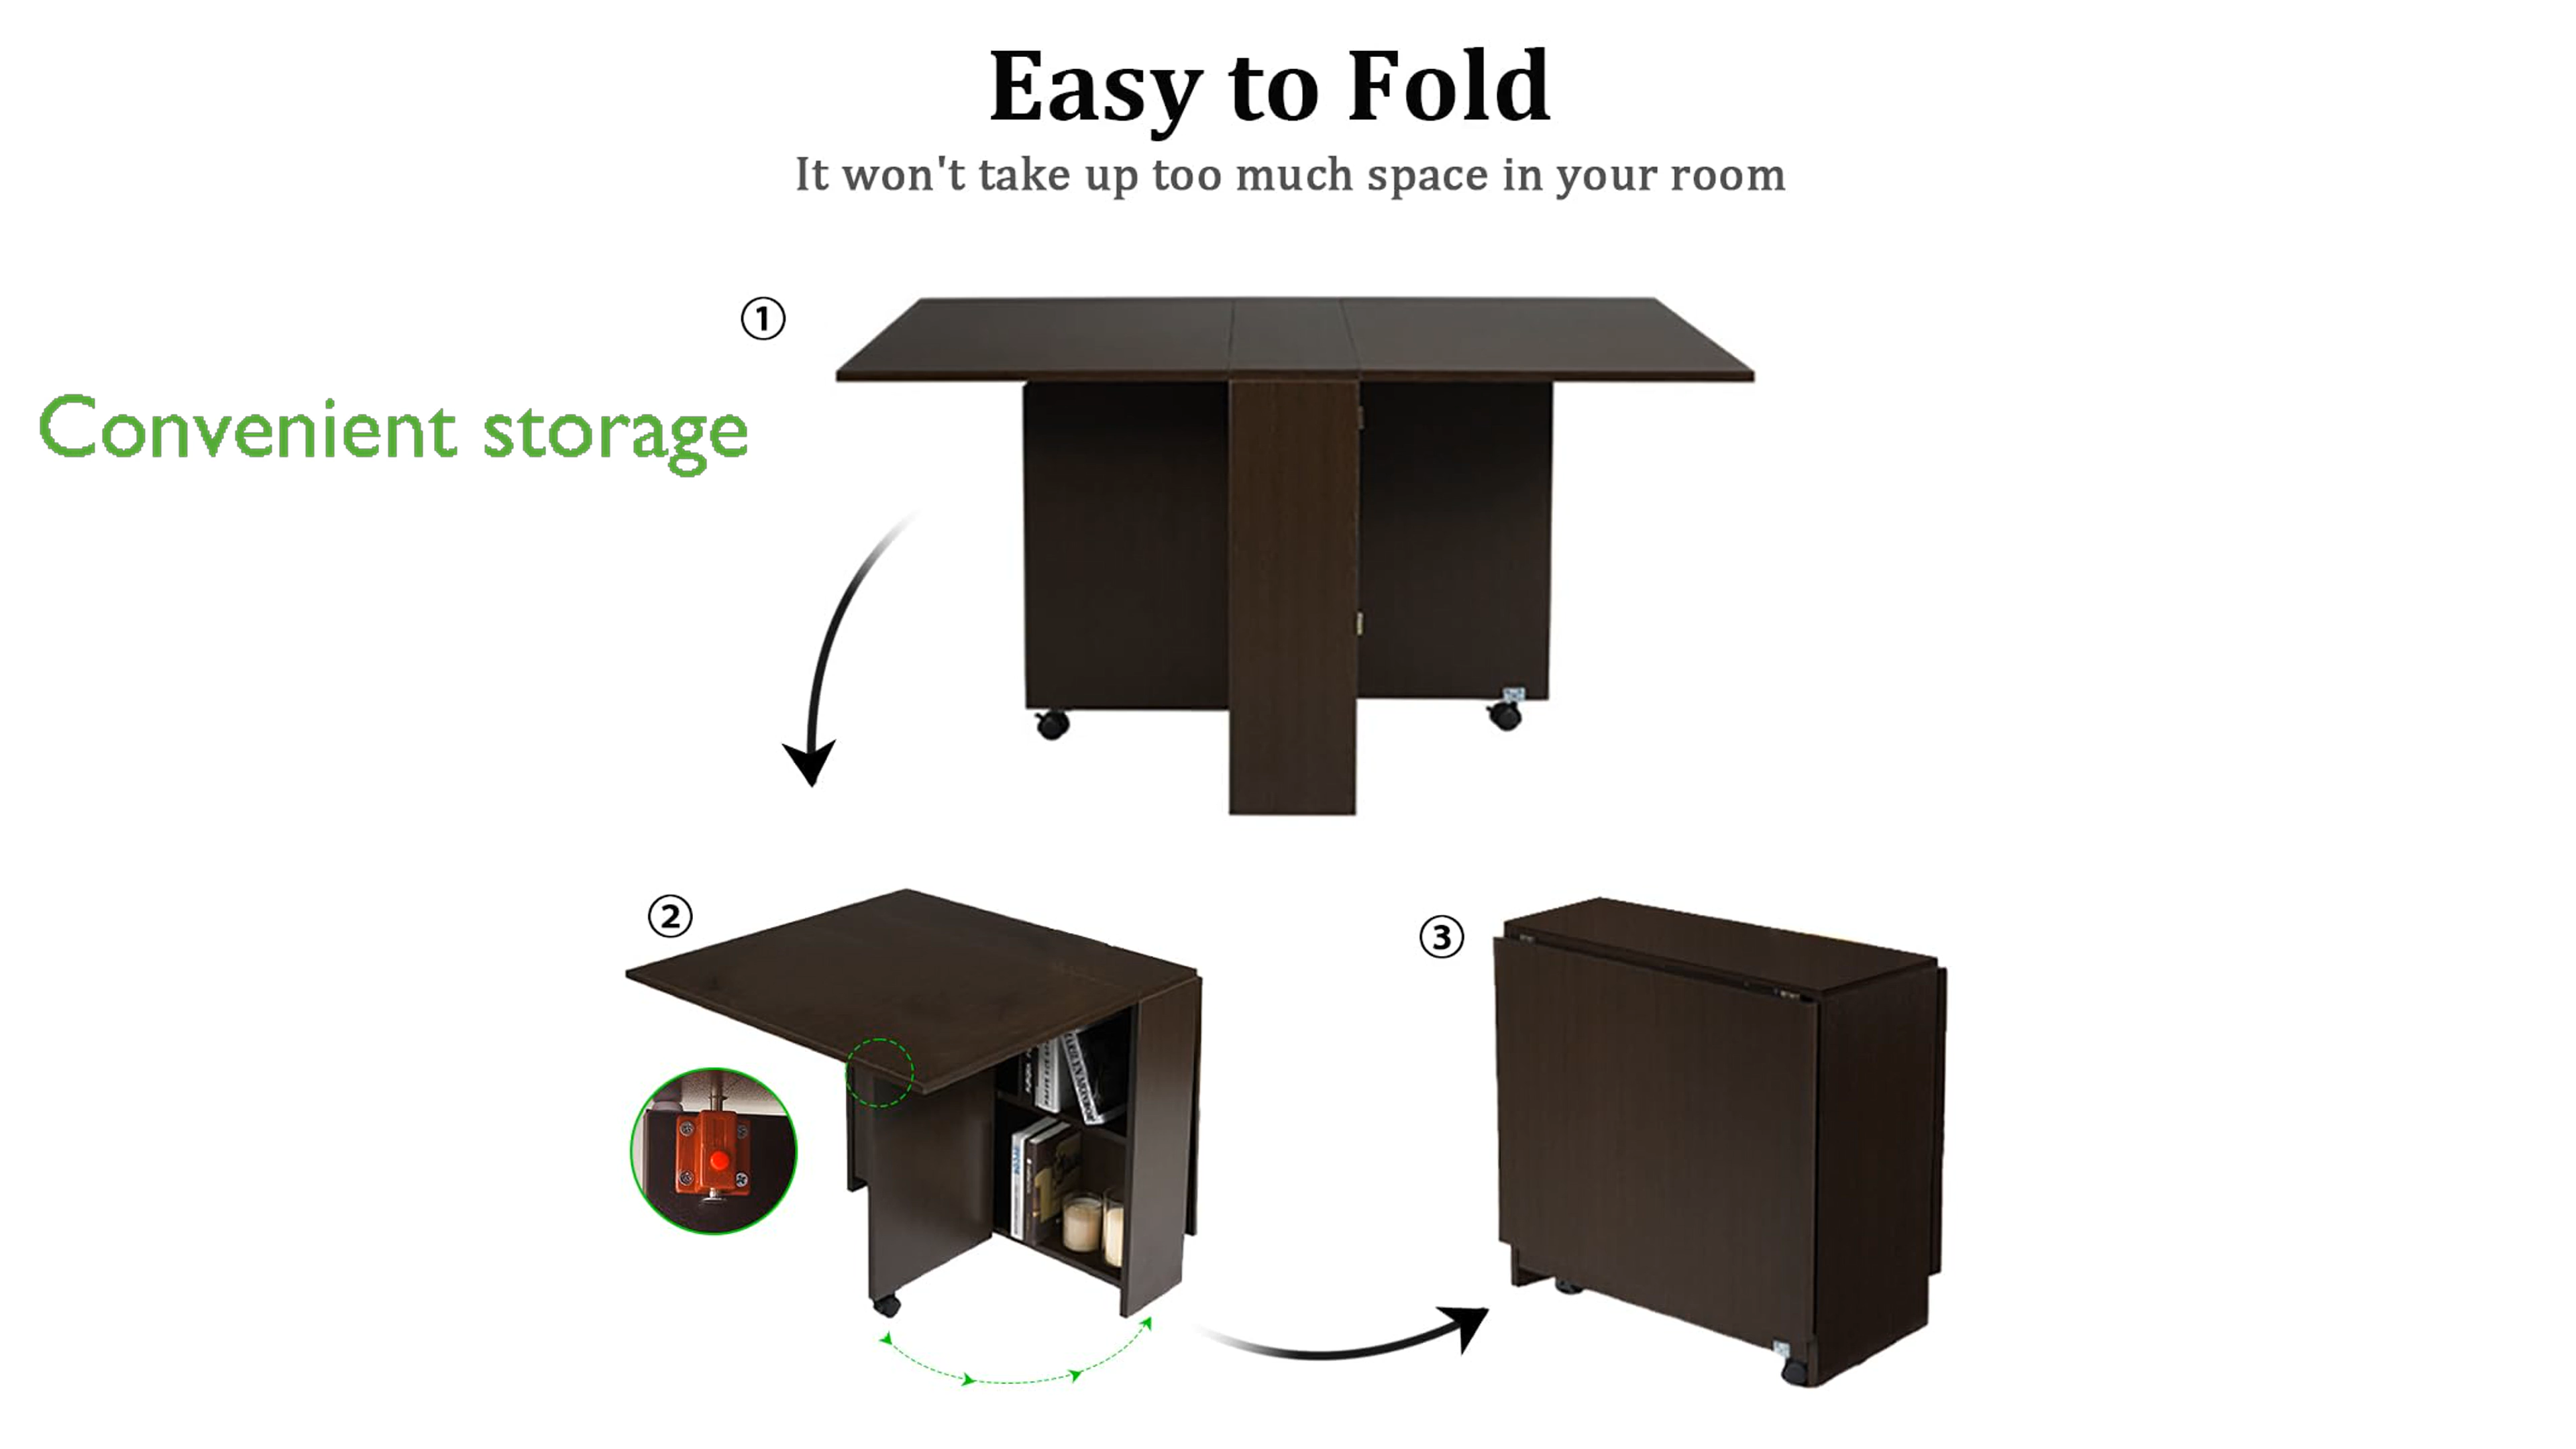 Easy to Fold
It won't take up too much space in your room
①
Convenient storage
②
③